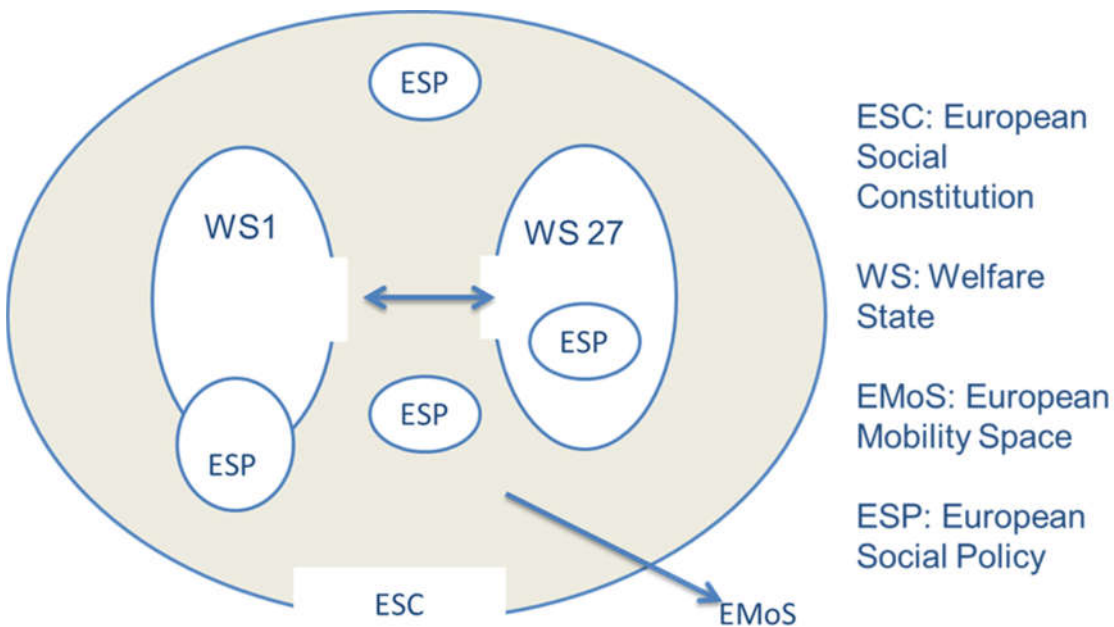 ESP
WS1
WS 27
ESP
ESP
ESP
ESC
EMoS
ESC: European
Social
Constitution
WS: Welfare
State
EMoS: European
Mobility Space
ESP: European
Social Policy